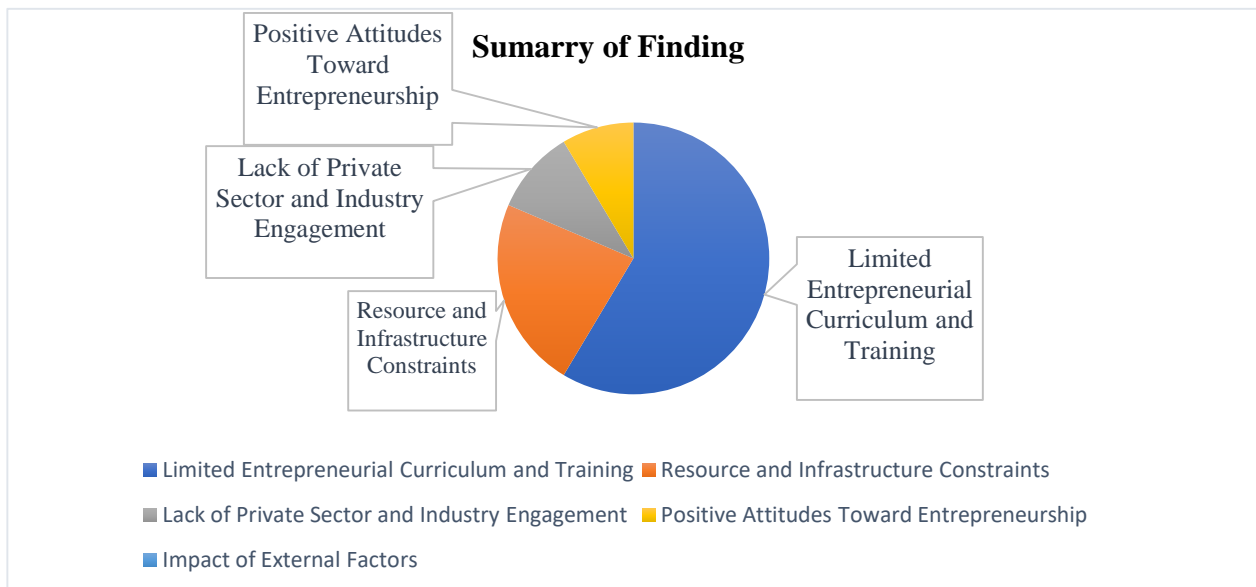 Sumarry of Finding
Positive Attitudes
Toward
Entrepreneurship
Lack of Private
Sector and Industry
Engagement
Resource and
Infrastructure
Constraints
Limited
Entrepreneurial
Curriculum and
Training
Limited Entrepreneurial Curriculum and Training
Resource and Infrastructure Constraints
Lack of Private Sector and Industry Engagement
Positive Attitudes Toward Entrepreneurship
Impact of External Factors